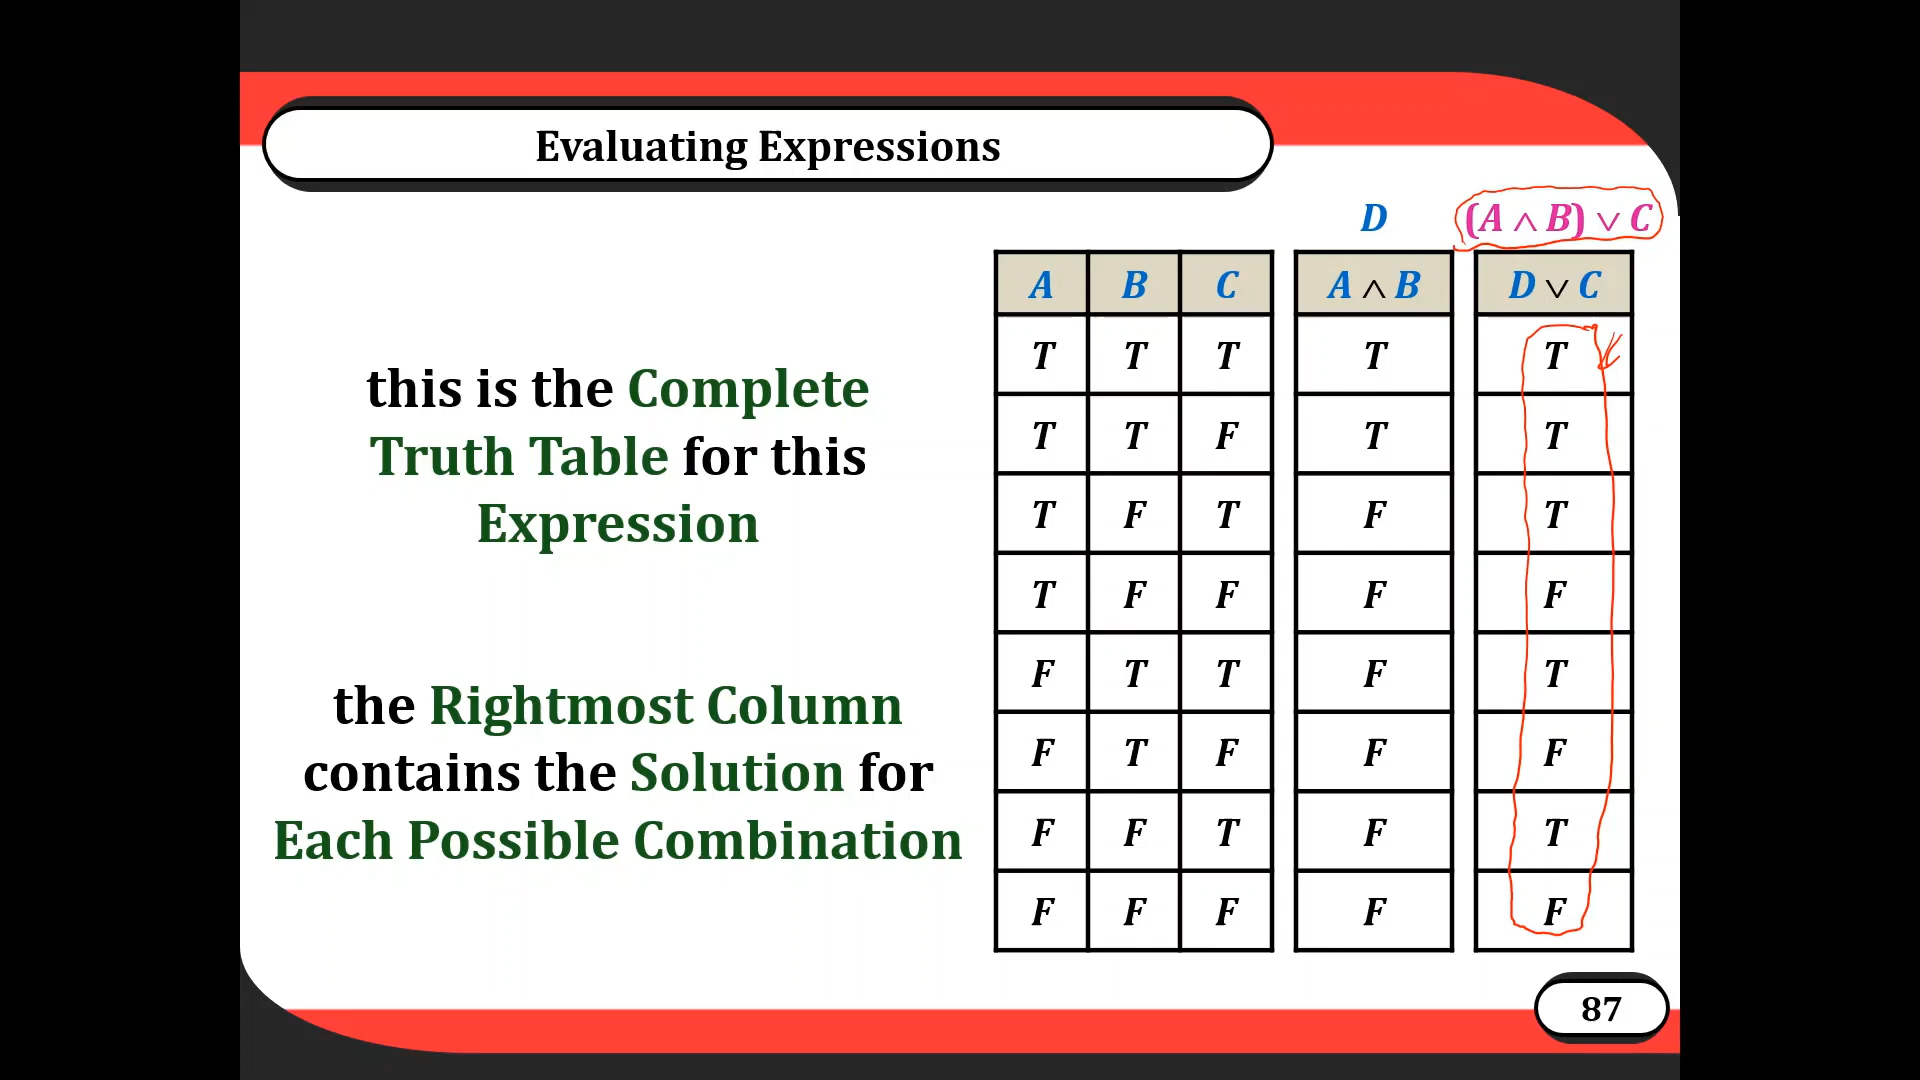 Evaluating Expressions
D (A ∧ B) ∨ C
A B C A ∧ B D ∨ C
T T T T T
T T F T T
T F T F T
T F F F F
F T T F T
F T F F F
F F T F T
F F F F F
this is the Complete
Truth Table for this
Expression
the Rightmost Column
contains the Solution for
Each Possible Combination
87